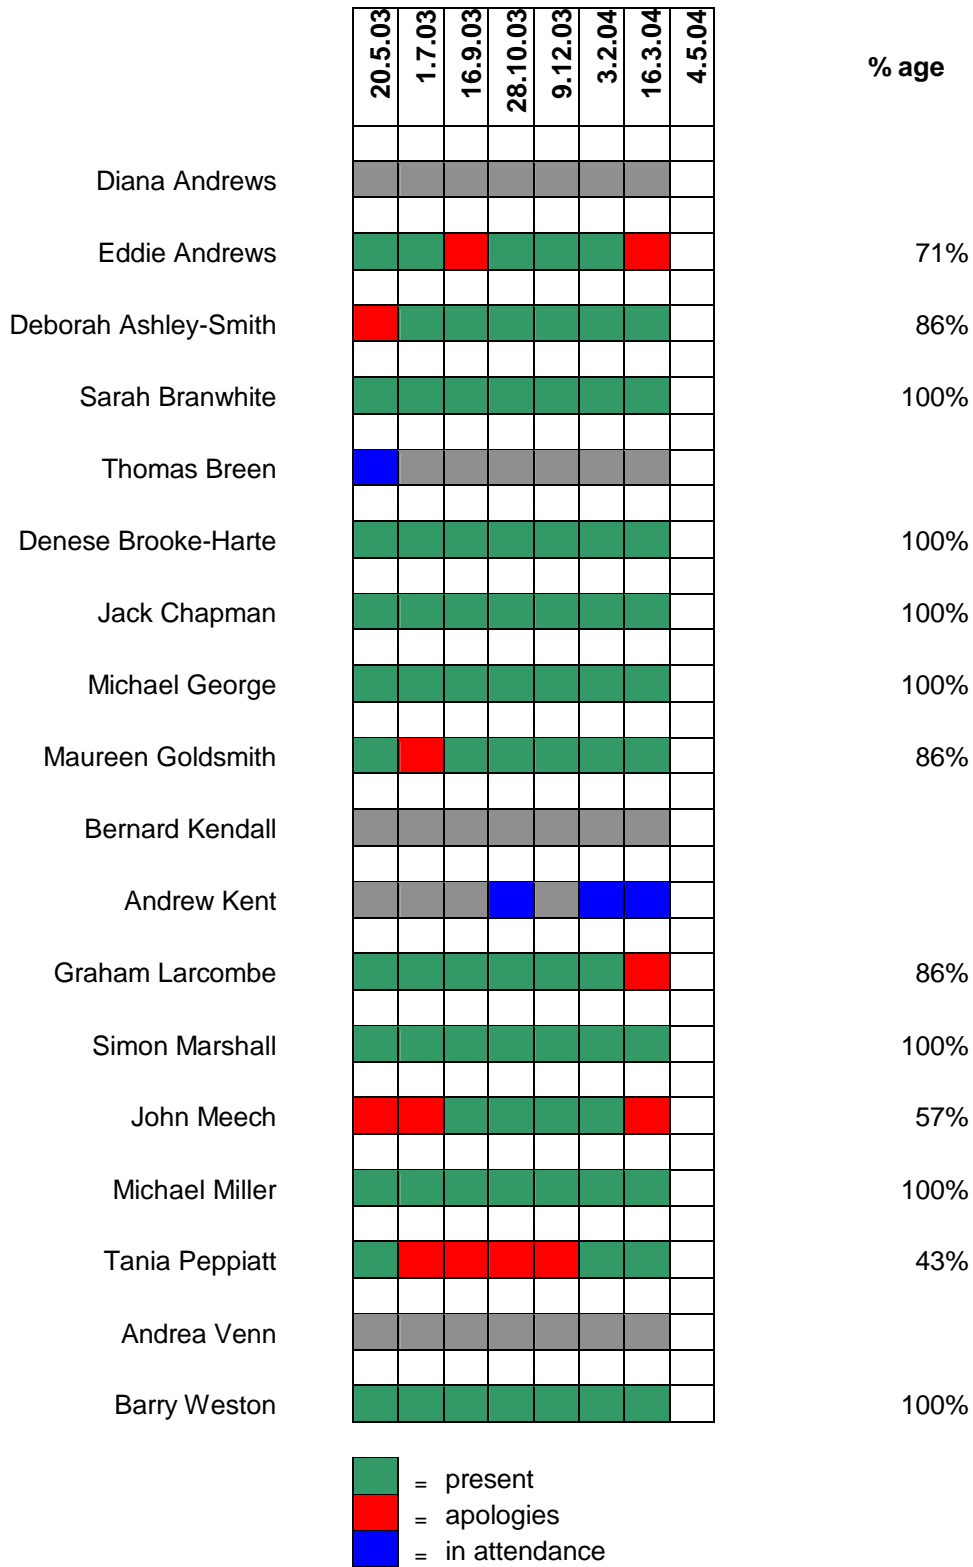 20.5.03 1.7.03 16.9.03 28.10.03 9.12.03 3.2.04 16.3.04 4.5.04 % age
Diana Andrews
Eddie Andrews 71%
Deborah Ashley-Smith 86%
Sarah Branwhite 100%
Thomas Breen
Denese Brooke-Harte 100%
Jack Chapman 100%
Michael George 100%
Maureen Goldsmith 86%
Bernard Kendall
Andrew Kent
Graham Larcombe 86%
Simon Marshall 100%
John Meech 57%
Michael Miller 100%
Tania Peppiatt 43%
Andrea Venn
Barry Weston 100%
= present
= apologies
= in attendance